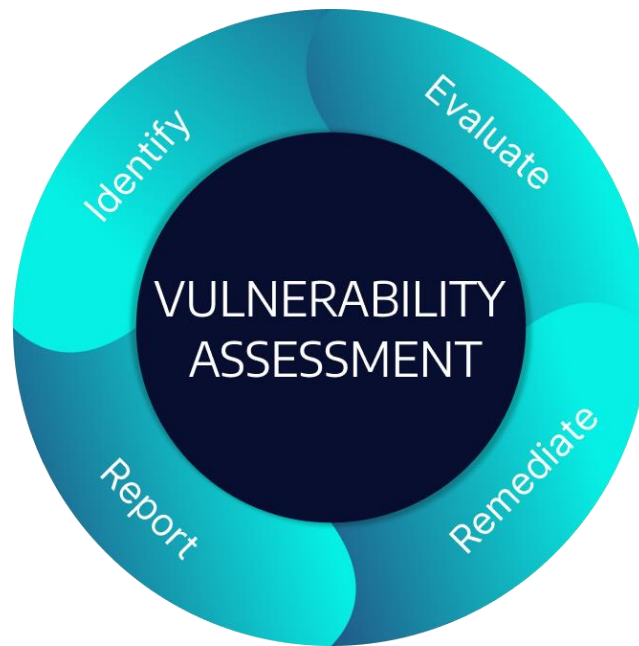 Identify
Evaluate
VULNERABILITY
ASSESSMENT
Report
Remediate